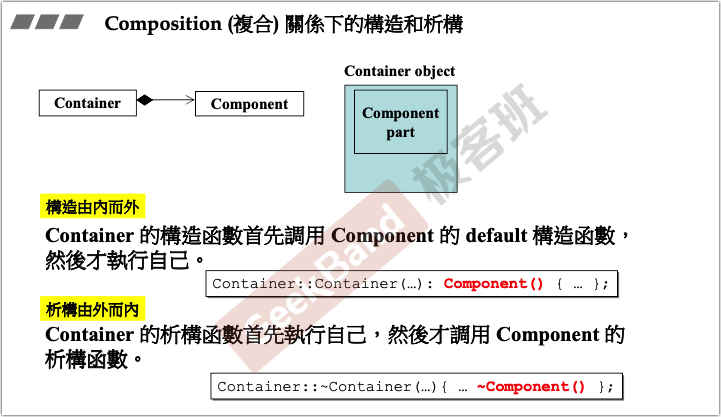 Composition (複合) 關係下的構造和析構
Container
Component
Container object
Component
part
構造由內而外
Container 的構造函數首先調用 Component 的 default 構造函數，
然後才執行自己。
Container::Container(…): Component() { … };
析構由外而內
Container 的析構函數首先執行自己，然後才調用 Component 的
析構函數。
Container::~Container(…){ … ~Component() };
GeekBand 极客班